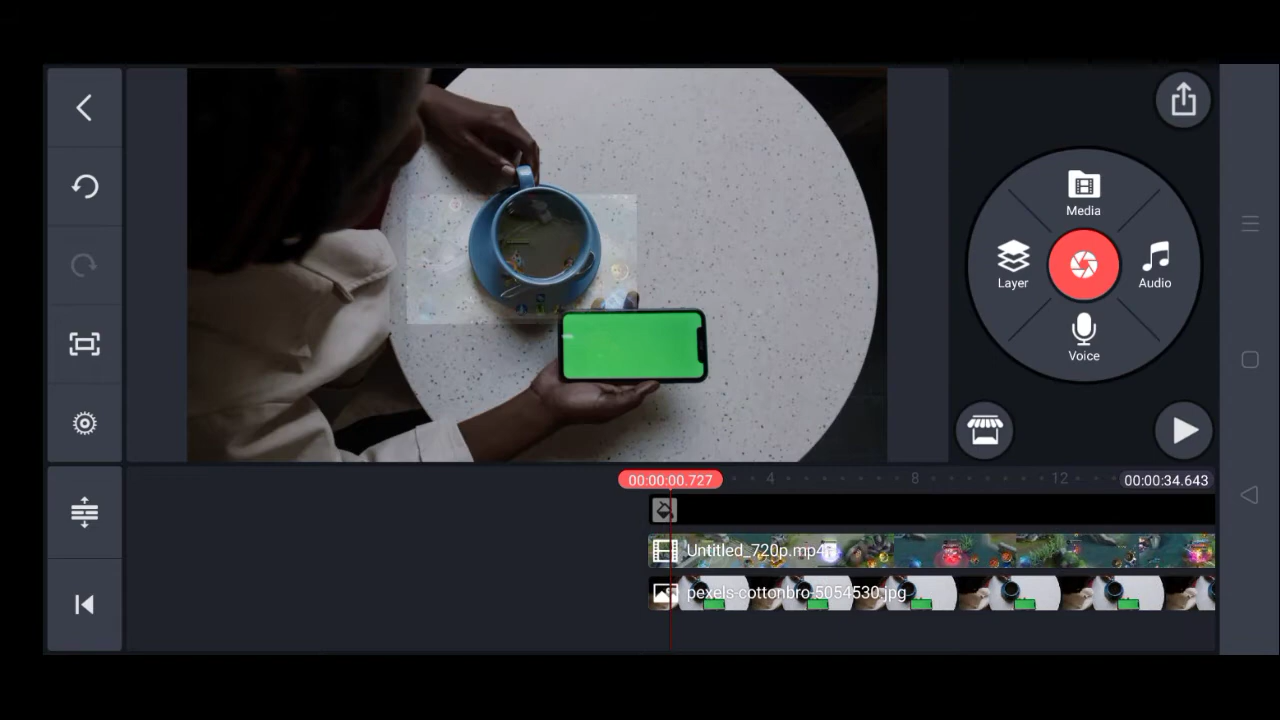 Media
Layer
Audio
Voice
00:00:00.727
4
8
12
00:00:34.643
Untitled_720p.mp4
pexels-cottonbro-5054530.jpg